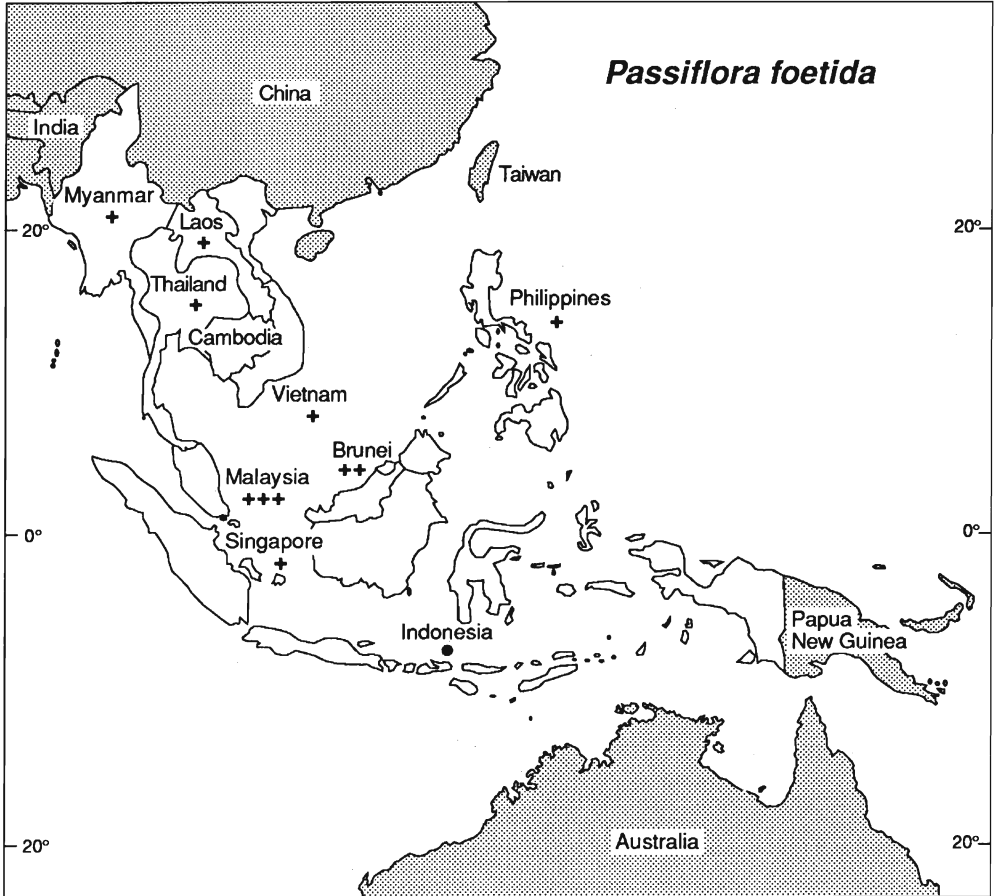 Passiflora foetida
China
India
Taiwan
Myanmar
+
Laos
+
20°
20°
Thailand
+
Philippines
+
Cambodia
Vietnam
+
Brunei
++
Malaysia
+++
0°
0°
Singapore
+
Papua
New Guinea
Indonesia
●
Australia
20°
20°